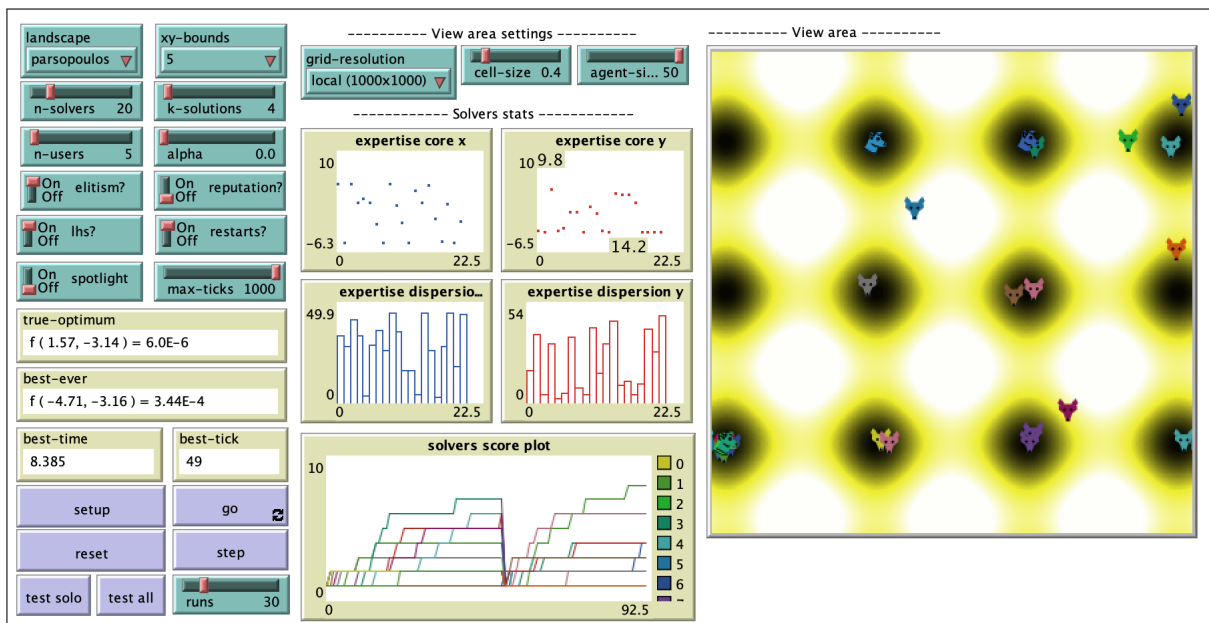 landscape
parsopoulos
xy-bounds
5
n-solvers 20
k-solutions 4
n-users 5
alpha 0.0
On
Off
elitism?
On
Off
reputation?
On
Off
lhs?
On
Off
restarts?
On
Off
spotlight
max-ticks 1000
true-optimum
f ( 1.57, -3.14 ) = 6.0E-6
best-ever
f ( -4.71, -3.16 ) = 3.44E-4
best-time
8.385
best-tick
49
setup
go
reset
step
test solo
test all
runs 30
----------- View area settings -----------
grid-resolution
local (1000x1000)
cell-size 0.4
agent-si... 50
----------- Solvers stats -----------
expertise core x
10
-6.3
0
22.5
expertise core y
10
9.8
-6.5
14.2
0
22.5
expertise dispersio...
49.9
0
0
22.5
expertise dispersion y
54
0
0
22.5
solvers score plot
10
0
0
92.5
0
1
2
3
4
5
6
----------- View area -----------